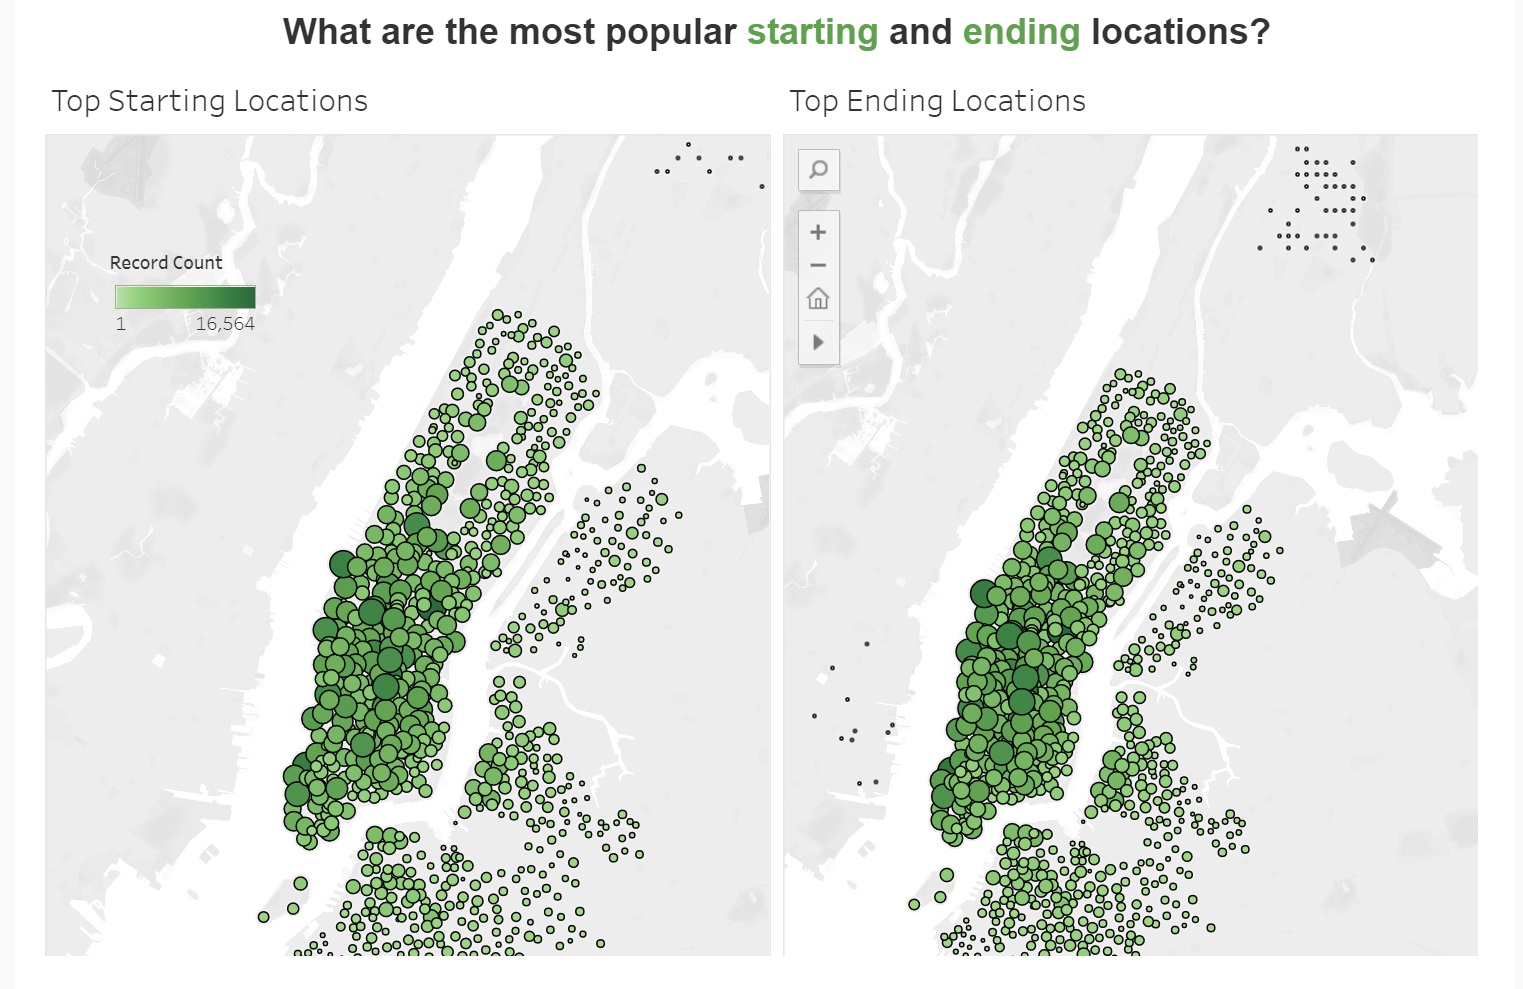 What are the most popular starting and ending locations?
Top Starting Locations
Top Ending Locations
Record Count
1
16,564